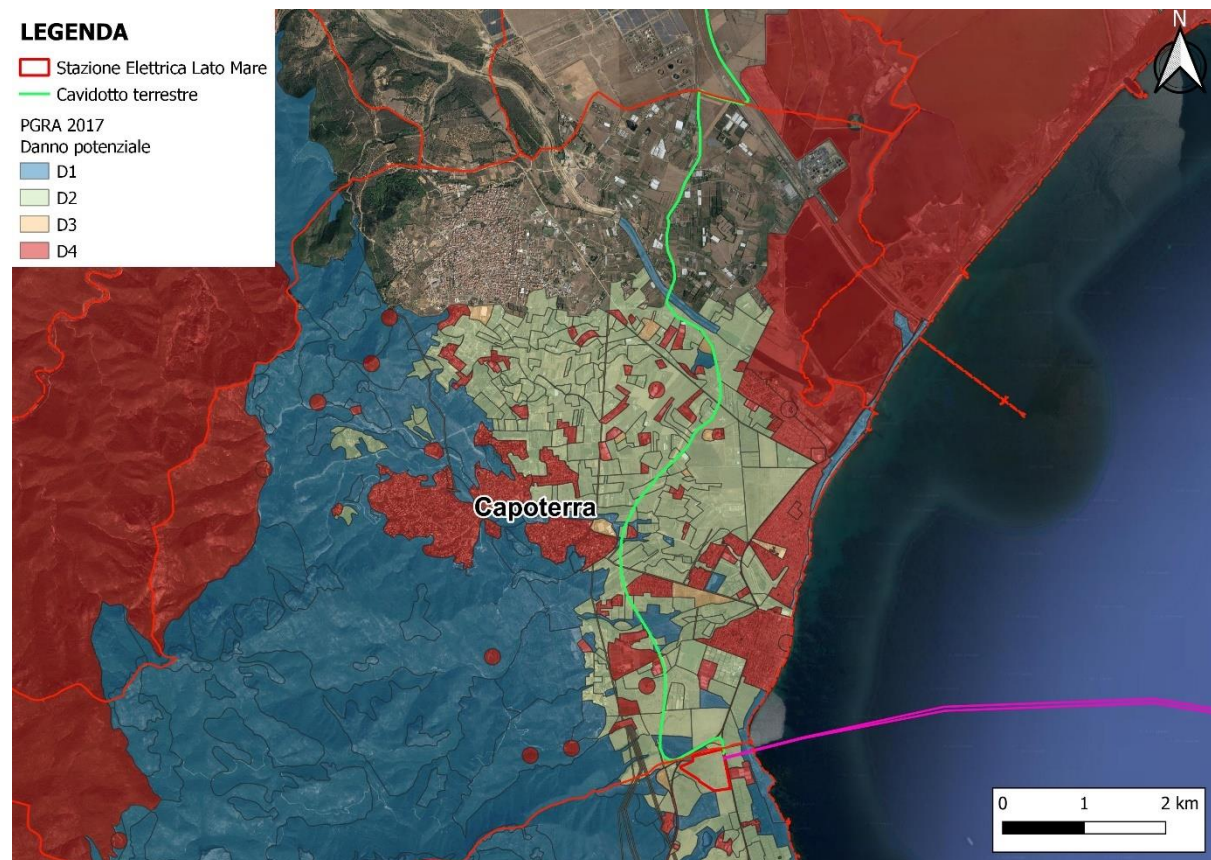 LEGENDA
Stazione Elettrica Lato Mare
Cavidotto terrestre
PGRA 2017
Danno potenziale
D1
D2
D3
D4
N
Capoterra
0 1 2 km